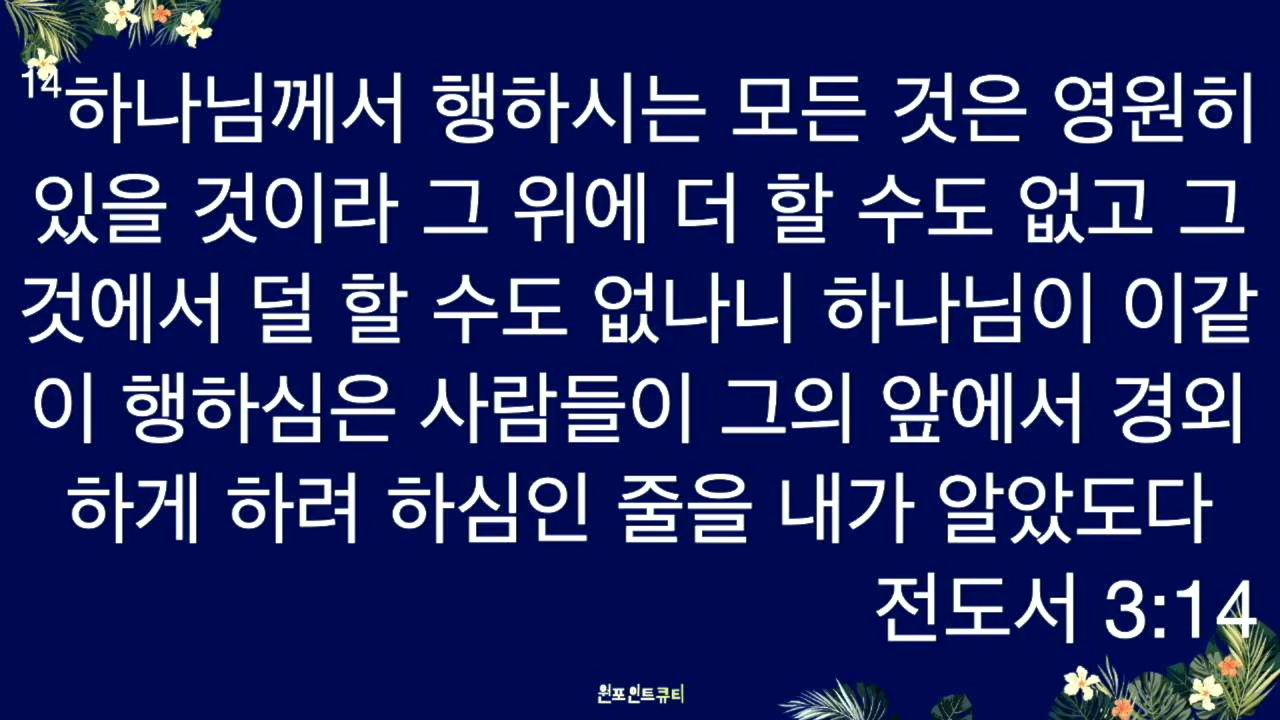 14하나님께서 행하시는 모든 것은 영원히
있을 것이라 그 위에 더 할 수도 없고 그
것에서 덜 할 수도 없나니 하나님이 이같
이 행하심은 사람들이 그의 앞에서 경외
하게 하려 하심인 줄을 내가 알았도다
전도서 3:14
원포인트큐티